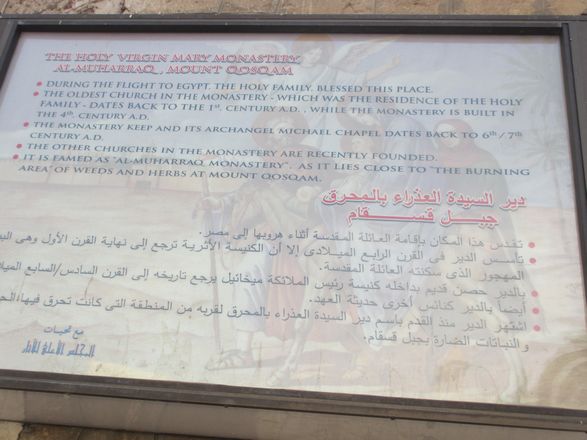 THE HOLY VIRGIN MARY MONASTERY
AL-MUHARRAQ, MOUNT QOSQAM
• DURING THE FLIGHT TO EGYPT, THE HOLY FAMILY, BLESSED THIS PLACE.
• THE OLDEST CHURCH IN THE MONASTERY - WHICH WAS THE RESIDENCE OF THE HOLY
FAMILY - DATES BACK TO THE 1st. CENTURY A.D. , WHILE THE MONASTERY IS BUILT IN
THE 4th. CENTURY A.D.
• THE MONASTERY KEEP AND ITS ARCHANGEL MICHAEL CHAPEL DATES BACK TO 6th / 7th
CENTURY A.D.
• THE OTHER CHURCHES IN THE MONASTERY ARE RECENTLY FOUNDED.
• IT IS FAMED AS "AL-MUHARRAQ MONASTERY". AS IT LIES CLOSE TO "THE BURNING
AREA" OF WEEDS AND HERBS AT MOUNT QOSQAM.
دير السيدة العذراء بالمحرق
جبل قسقام
• تقدس هذا المكان بإقامة العائلة المقدسة أثناء هروبها إلى مصر.
• تأسس الدير فى القرن الرابع الميلادى إلا أن الكنيسة الأثرية ترجع إلى نهاية القرن الأول وهى
المهجور الذى سكنته العائلة المقدسة.
• بالدير حصن قديم بداخله كنيسة رئيس الملائكة ميخائيل يرجع تاريخه إلى القرن السادس/السابع
• أيضاً بالدير كنائس أخرى حديثة العهد.
• اشتهر الدير منذ القدم باسم دير السيدة العذراء بالمحرق لقربه من المنطقة التى كانت تحرق فيها
والنباتات الضارة بجبل قسقام.
مع تحيات
المجلس الأعلى للآثار